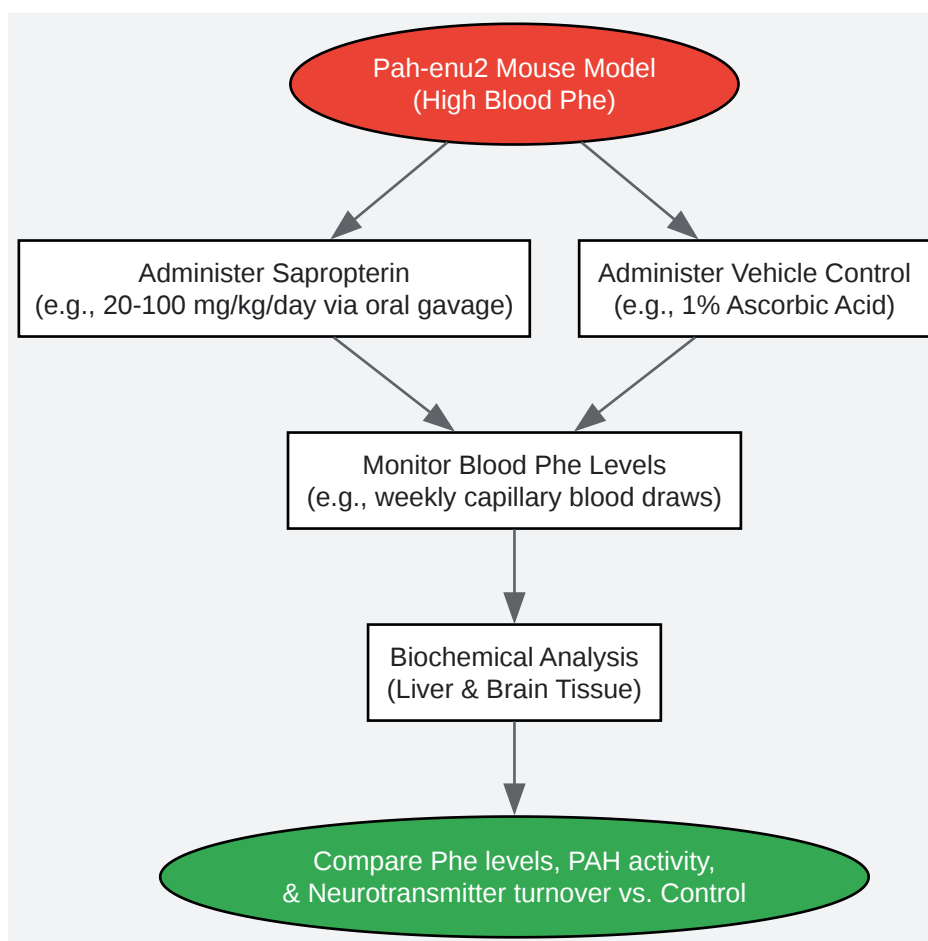 Pah-enu2 Mouse Model
(High Blood Phe)
Administer Sapropterin
(e.g., 20-100 mg/kg/day via oral gavage)
Administer Vehicle Control
(e.g., 1% Ascorbic Acid)
Monitor Blood Phe Levels
(e.g., weekly capillary blood draws)
Biochemical Analysis
(Liver & Brain Tissue)
Compare Phe levels, PAH activity,
& Neurotransmitter turnover vs. Control